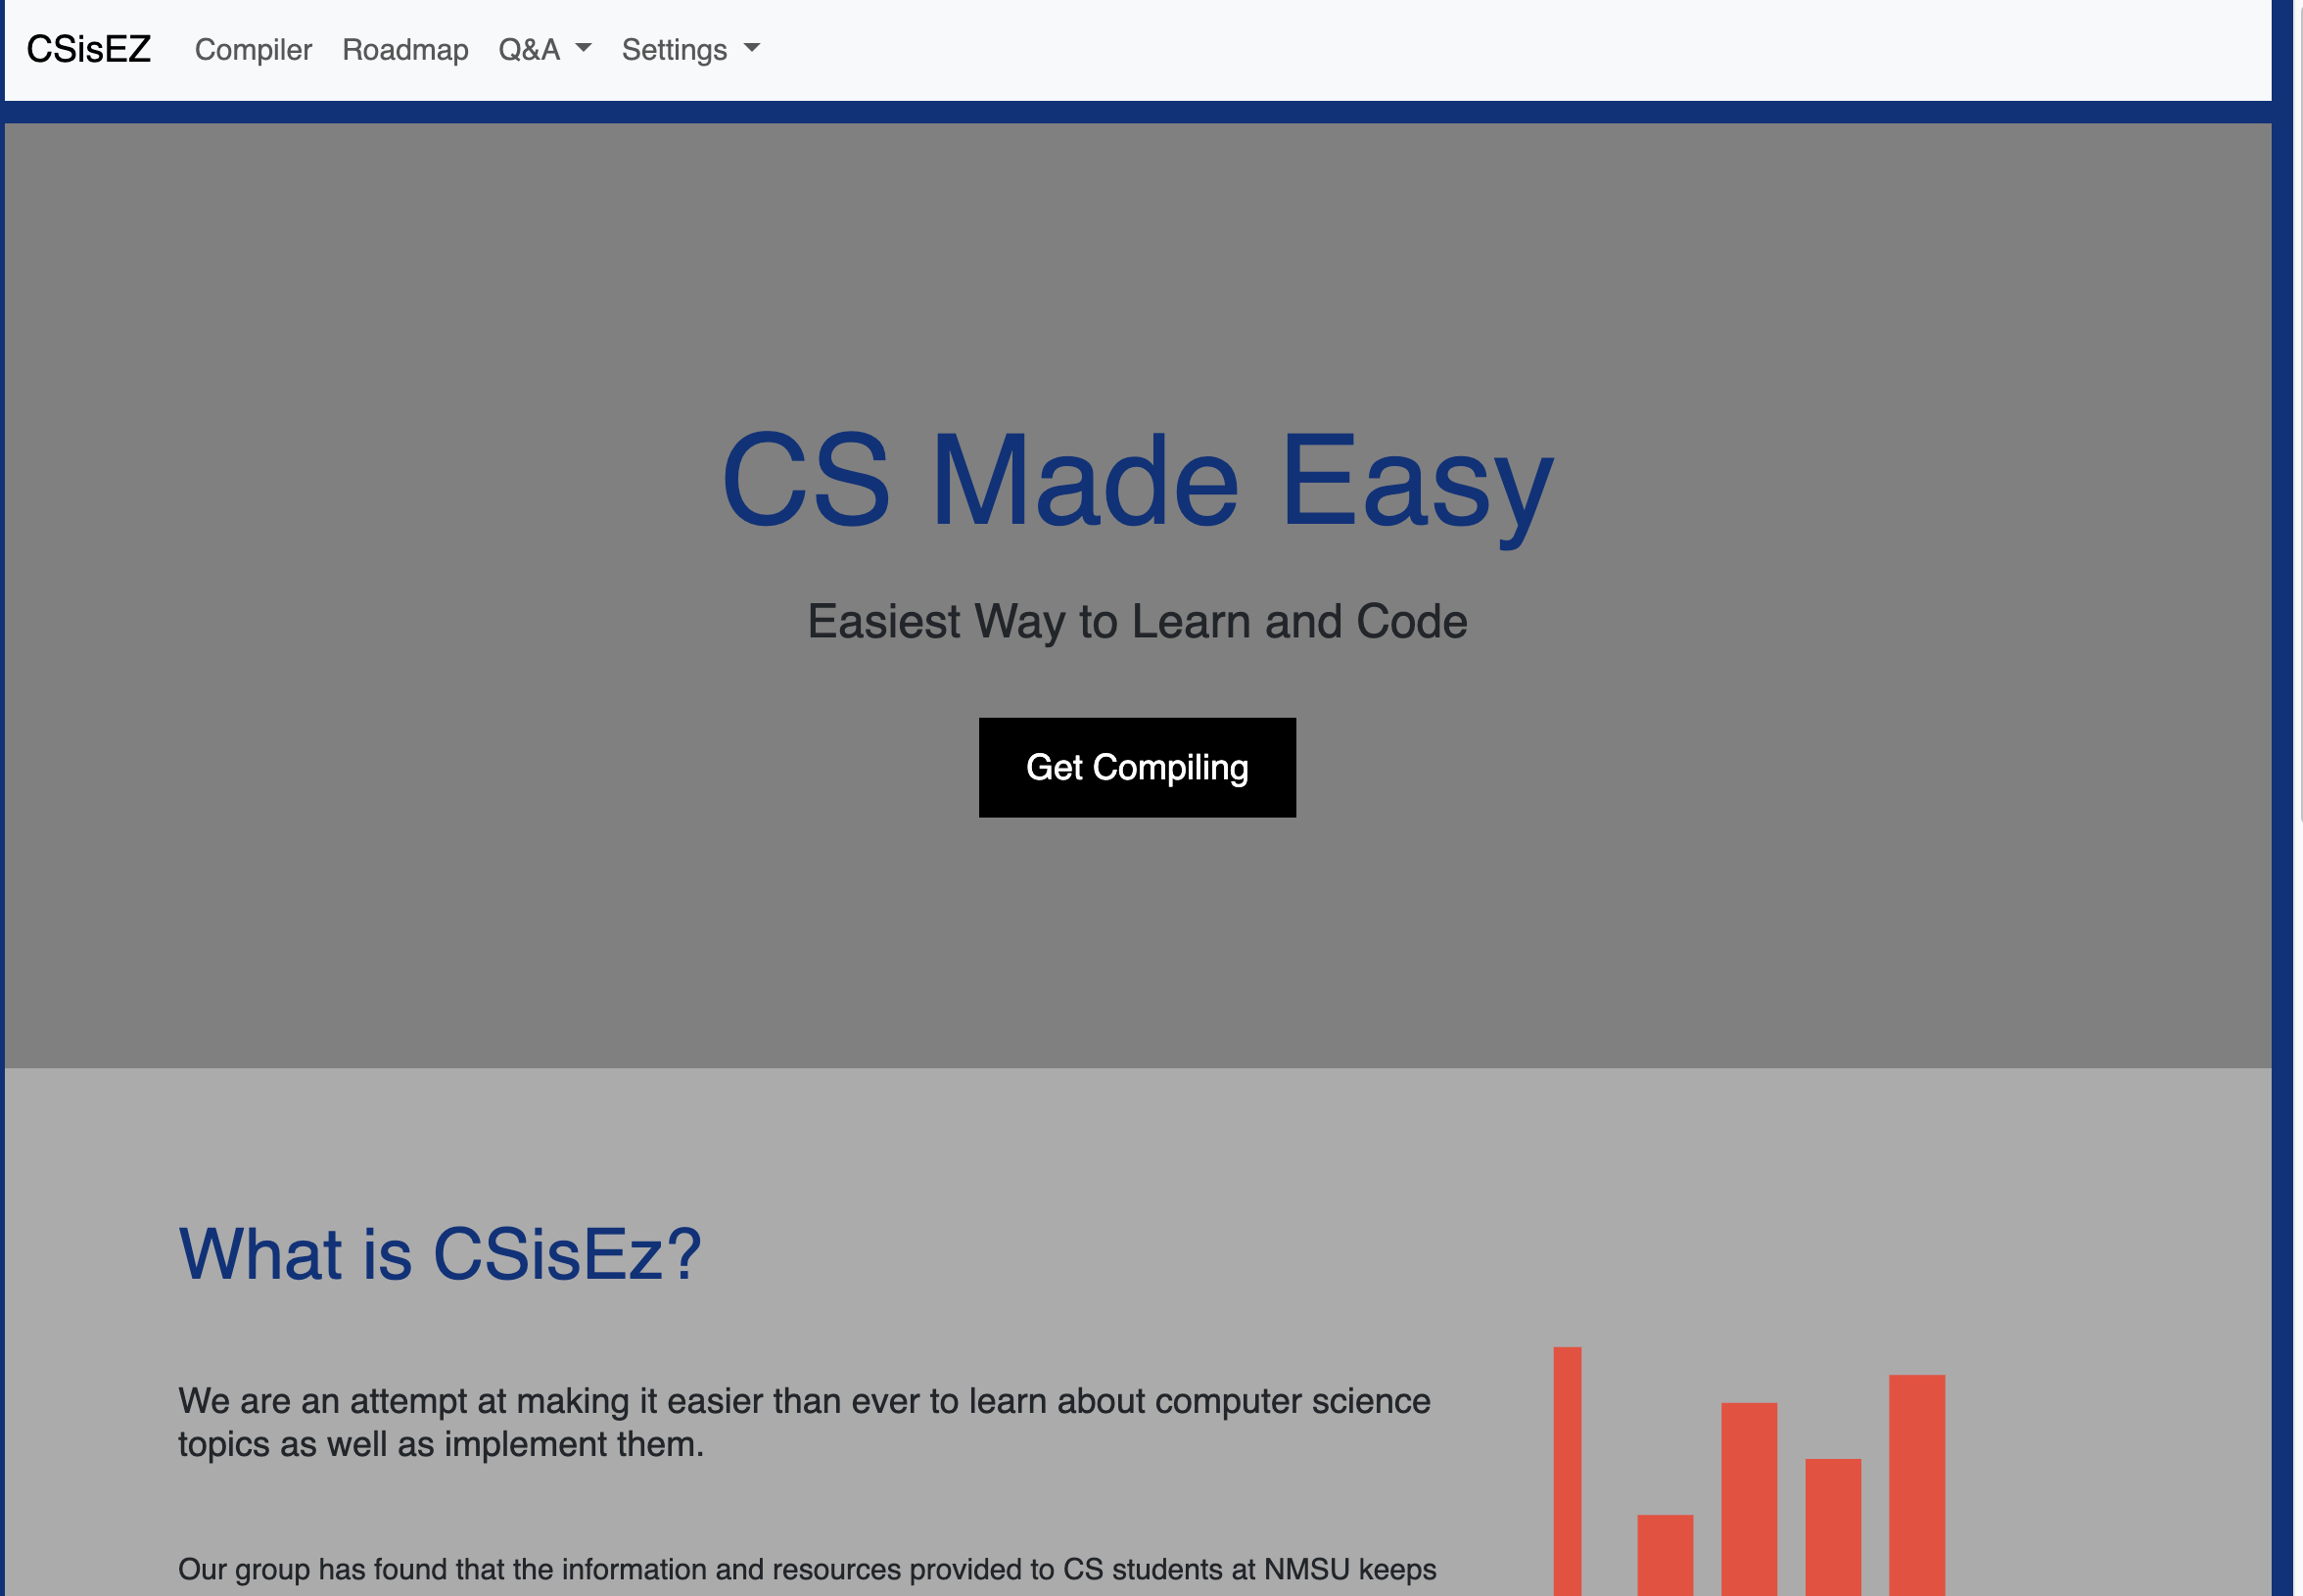 CSisEZ Compiler Roadmap Q&A Settings
CS Made Easy
Easiest Way to Learn and Code
Get Compiling
What is CSisEz?
We are an attempt at making it easier than ever to learn about computer science
topics as well as implement them.
Our group has found that the information and resources provided to CS students at NMSU keeps